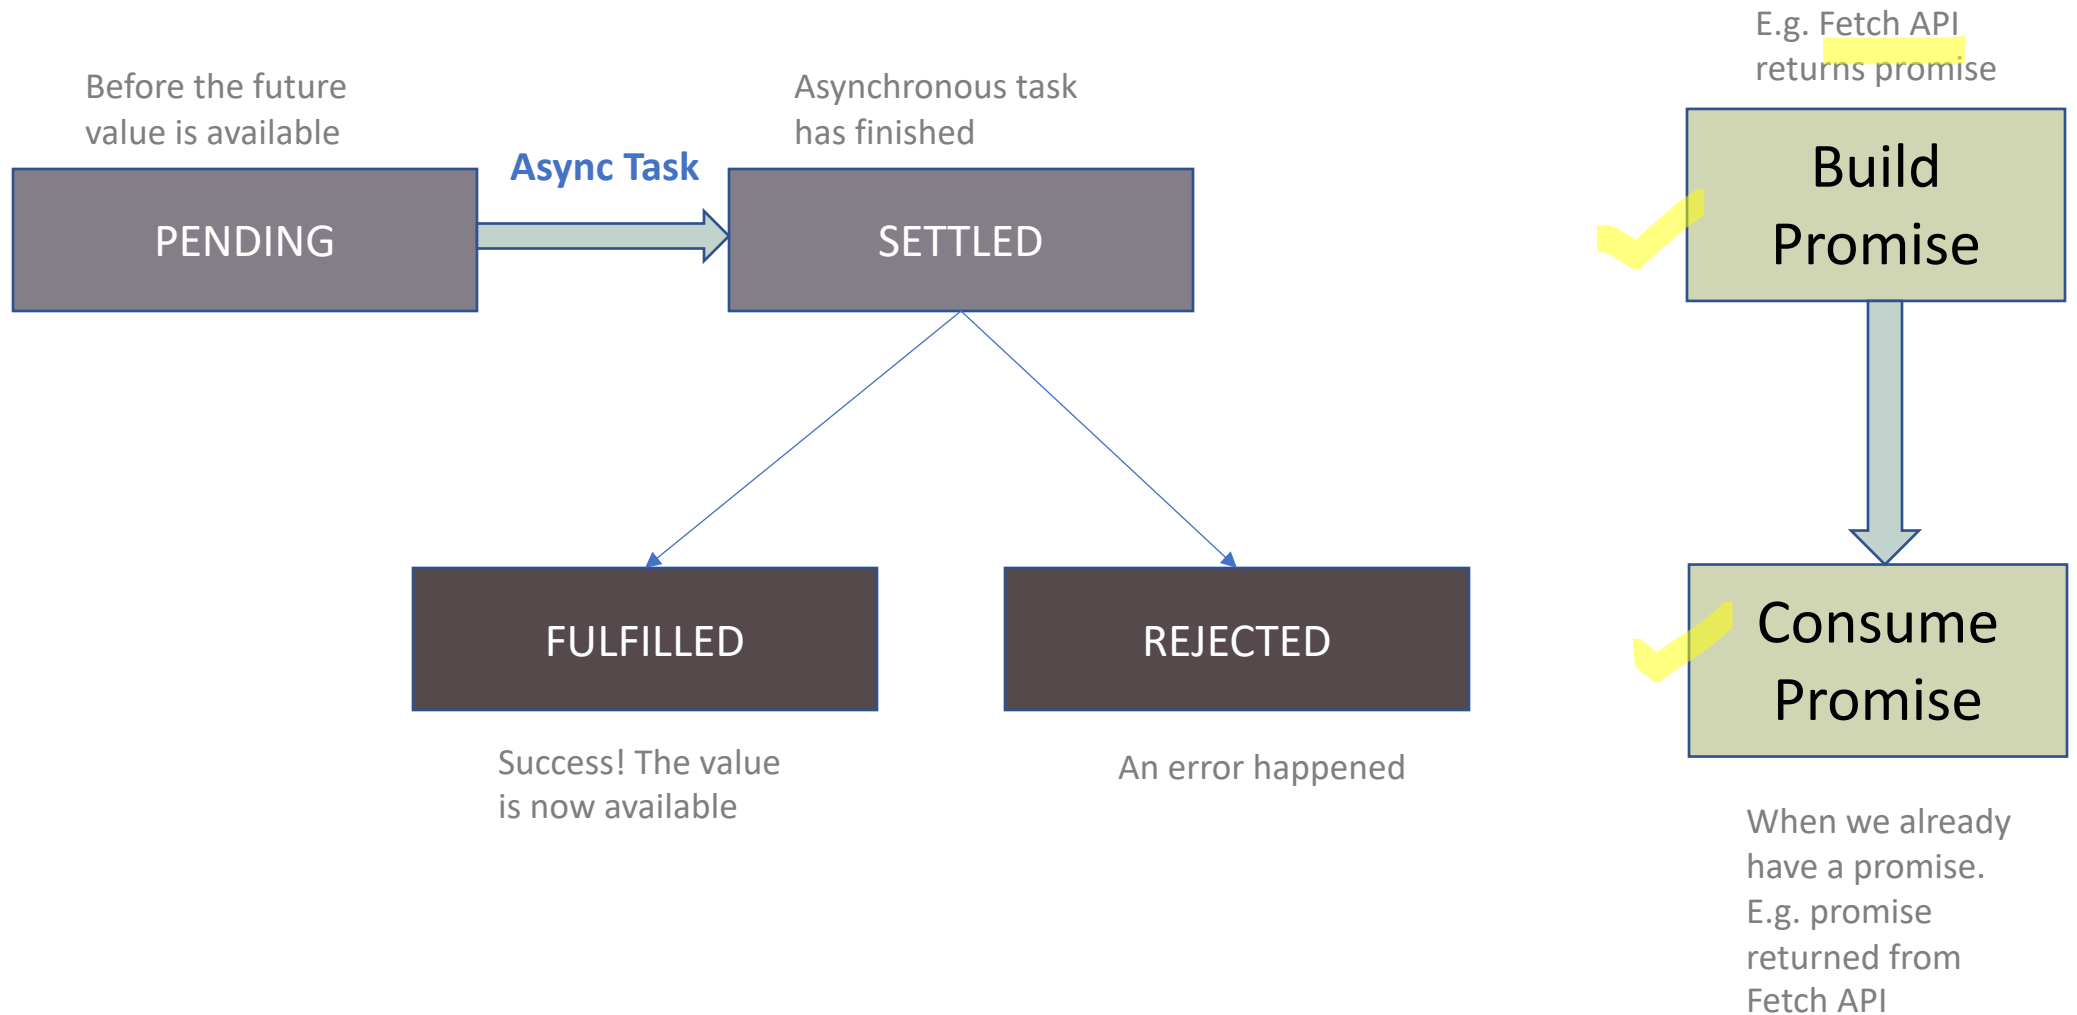 Before the future
value is available
PENDING
Async Task
Asynchronous task
has finished
SETTLED
FULFILLED
Success! The value
is now available
REJECTED
An error happened
E.g. Fetch API
returns promise
Build
Promise
Consume
Promise
When we already
have a promise.
E.g. promise
returned from
Fetch API